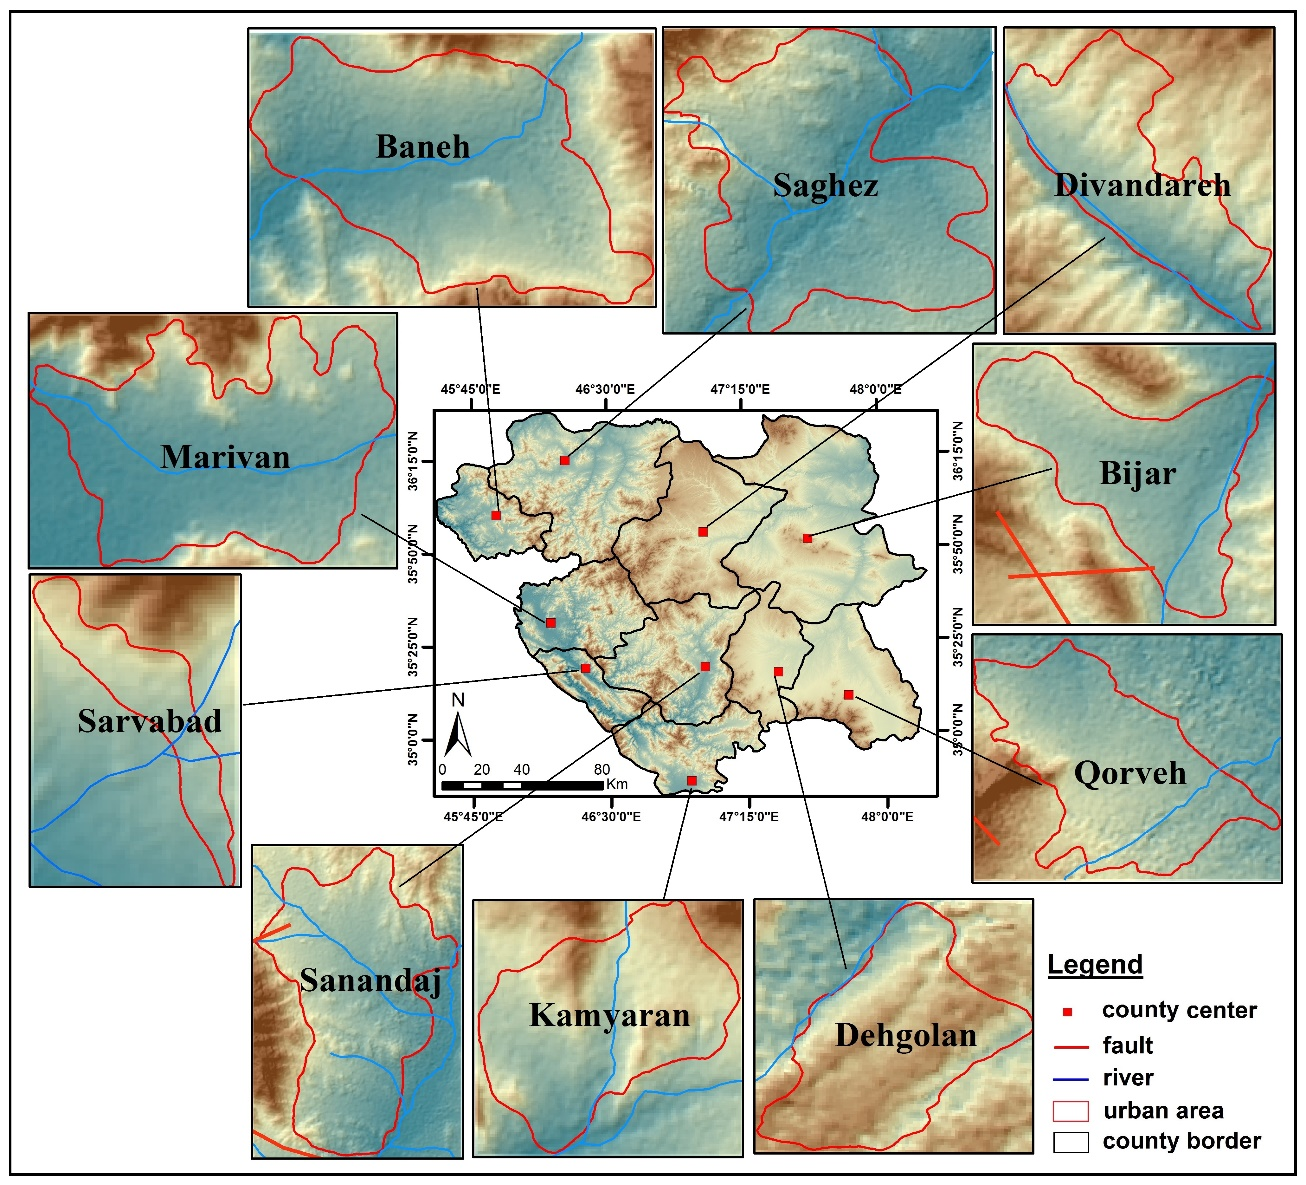 Baneh
Saghez
Divandareh
Marivan
Bijar
Sarvabad
Qorveh
Sanandaj
Kamyaran
Dehgolan
45°45'0"E
46°30'0"E
47°15'0"E
48°0'0"E
36°15'0"N
35°50'0"N
35°25'0"N
35°0'0"N
36°15'0"N
35°50'0"N
35°25'0"N
35°0'0"N
N
0 20 40 80
Km
45°45'0"E
46°30'0"E
47°15'0"E
48°0'0"E
Legend
county center
fault
river
urban area
county border